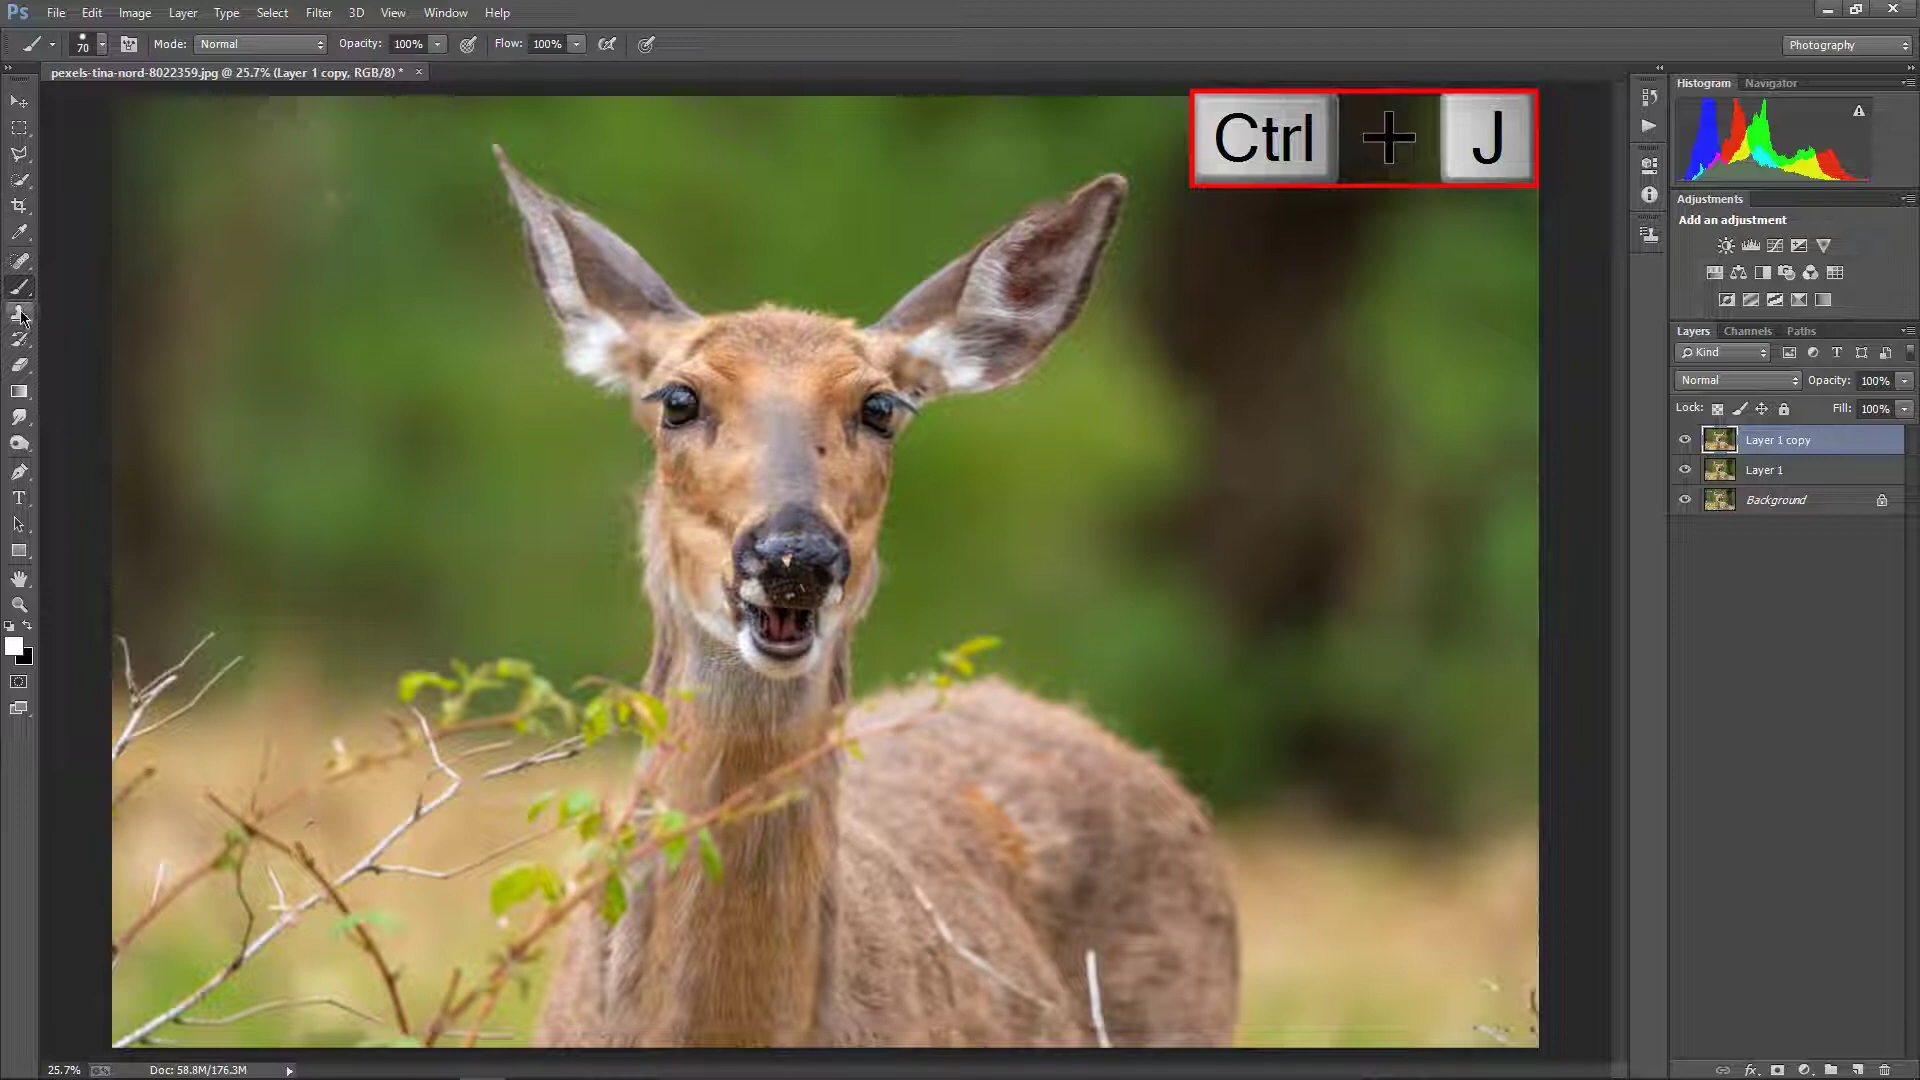 Ps File Edit Image Layer Type Select Filter 3D View Window Help
70 Mode: Normal Opacity: 100% Flow: 100% Photography
pexels-tina-nord-8022359.jpg @ 25.7% (Layer 1 copy, RGB/8) * ×
Ctrl + J
Histogram Navigator
Adjustments
Add an adjustment
Layers Channels Paths
Kind
Normal Opacity: 100%
Lock: Fill: 100%
Layer 1 copy
Layer 1
Background
25.7% Doc: 58.8M/176.3M